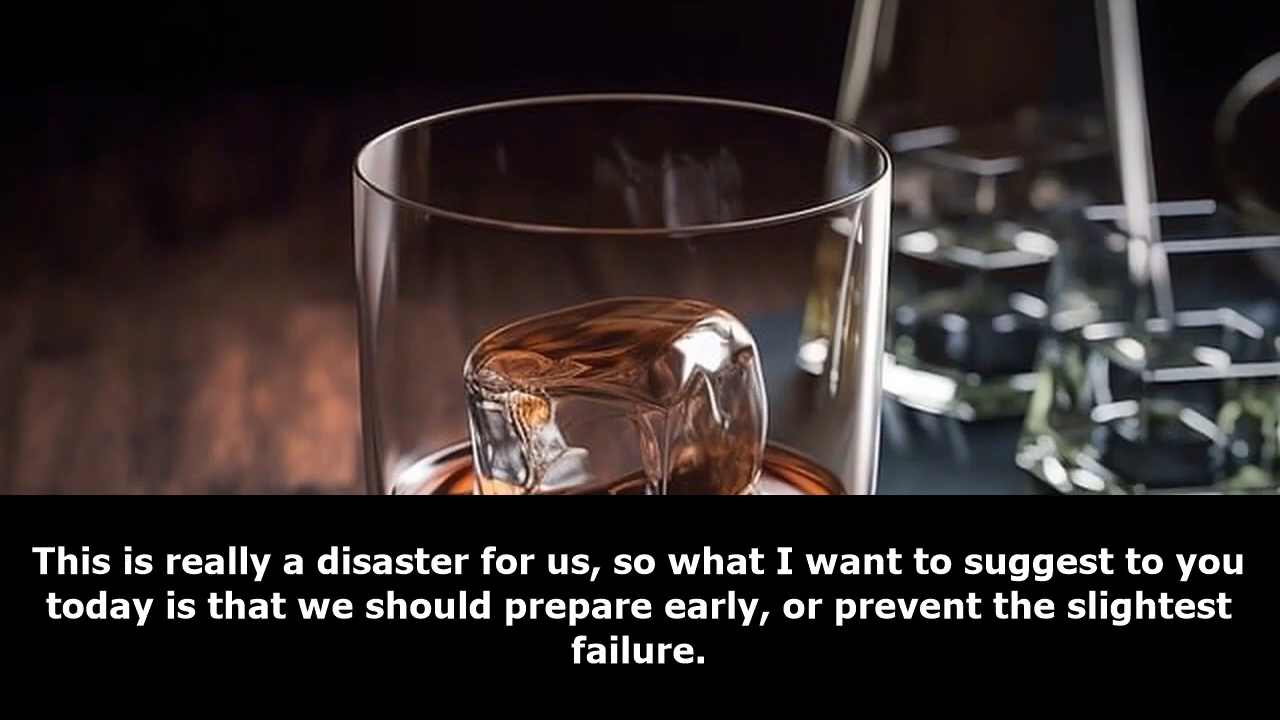 This is really a disaster for us, so what I want to suggest to you
today is that we should prepare early, or prevent the slightest
failure.